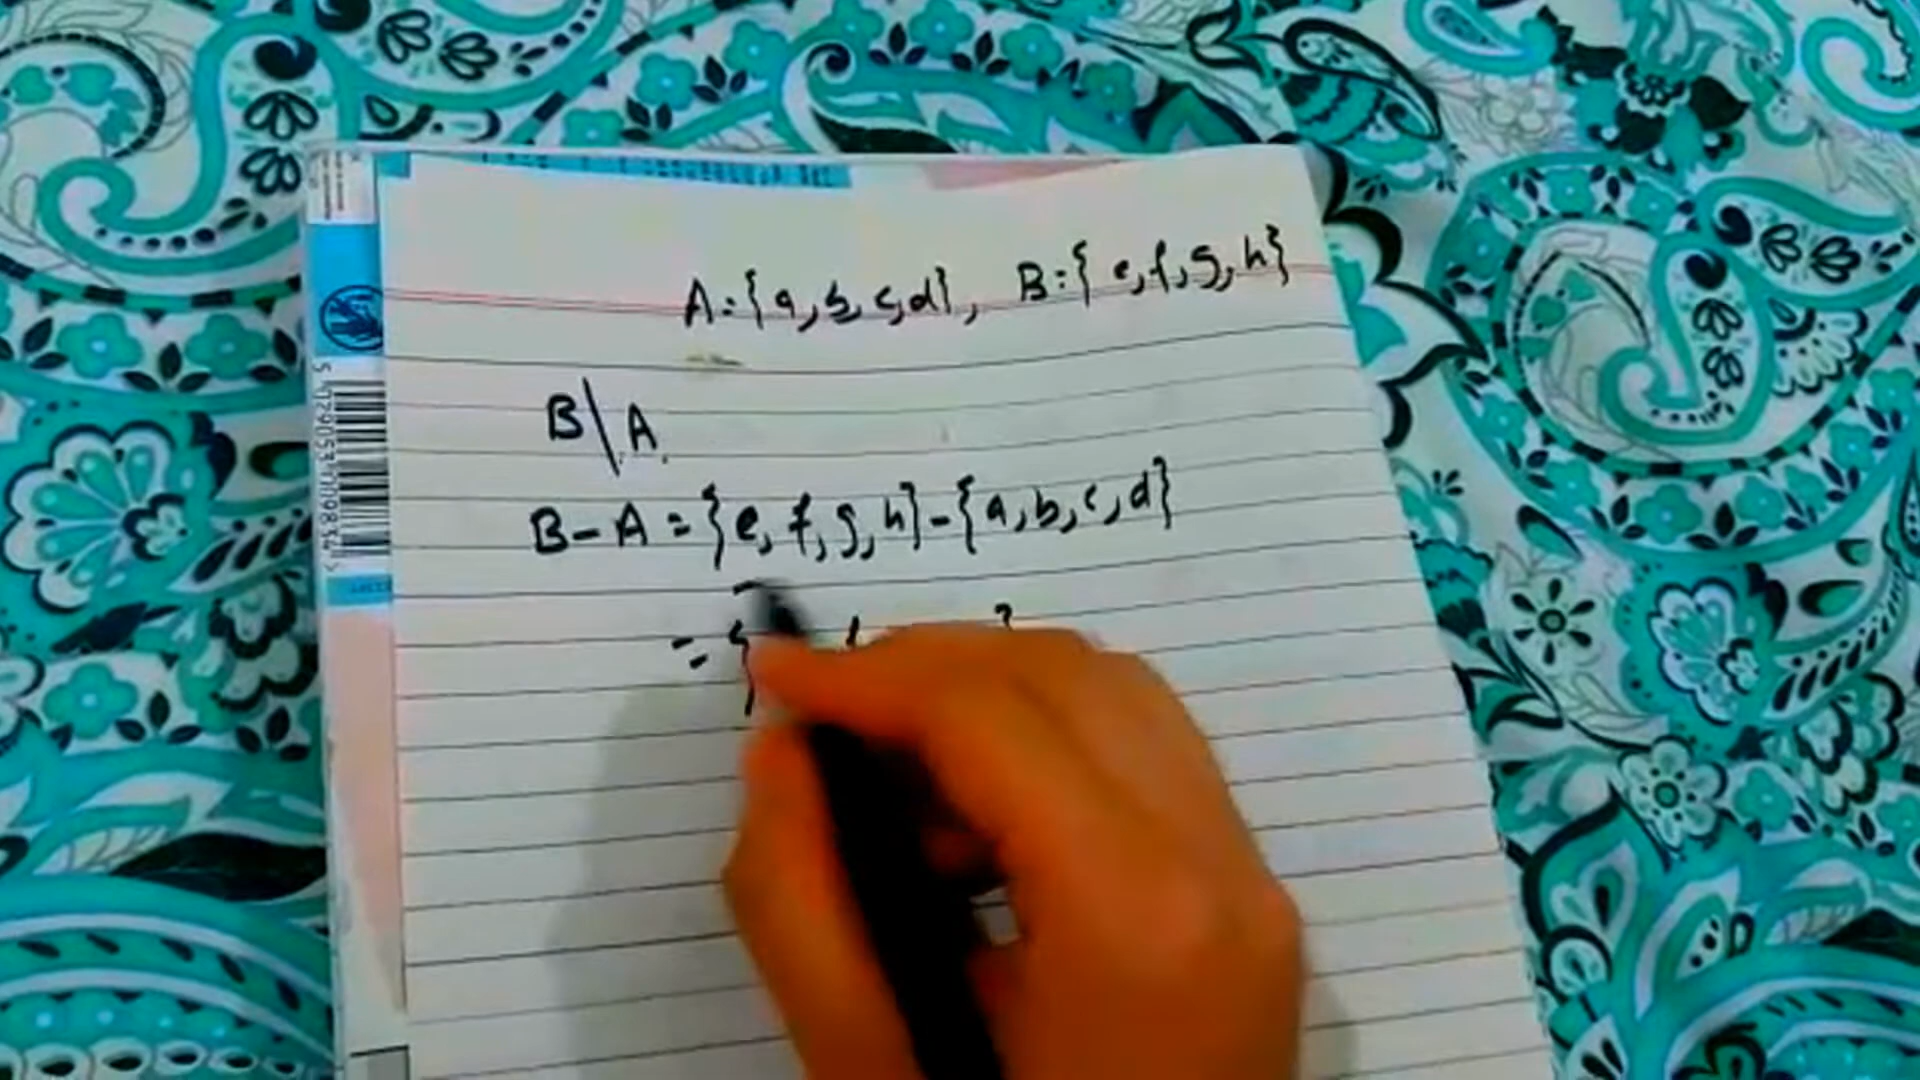 A = {a, b, c, d}, B = {e, f, g, h}
B \ A
B - A = {e, f, g, h} - {a, b, c, d}
= {